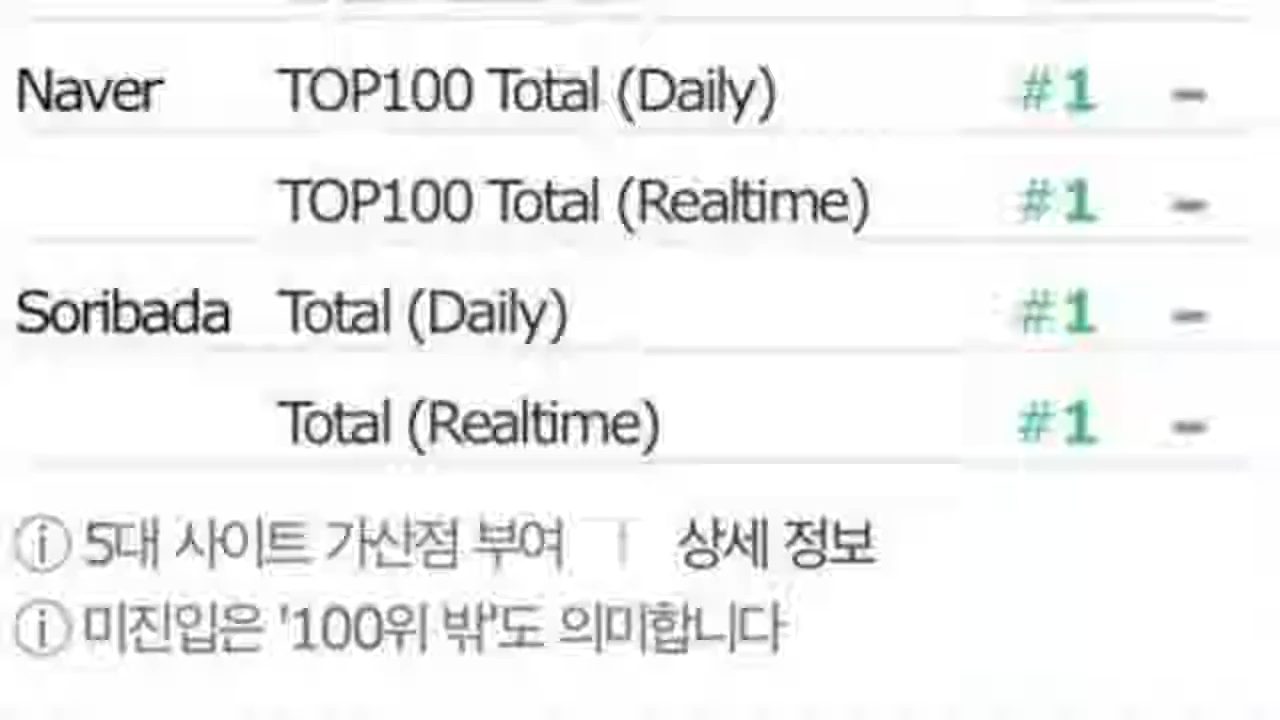 Naver TOP100 Total (Daily) #1 -
TOP100 Total (Realtime) #1 -
Soribada Total (Daily) #1 -
Total (Realtime) #1 -
ⓘ 5대 사이트 가산점 부여 | 상세 정보
ⓘ 미진입은 '100위 밖'도 의미합니다